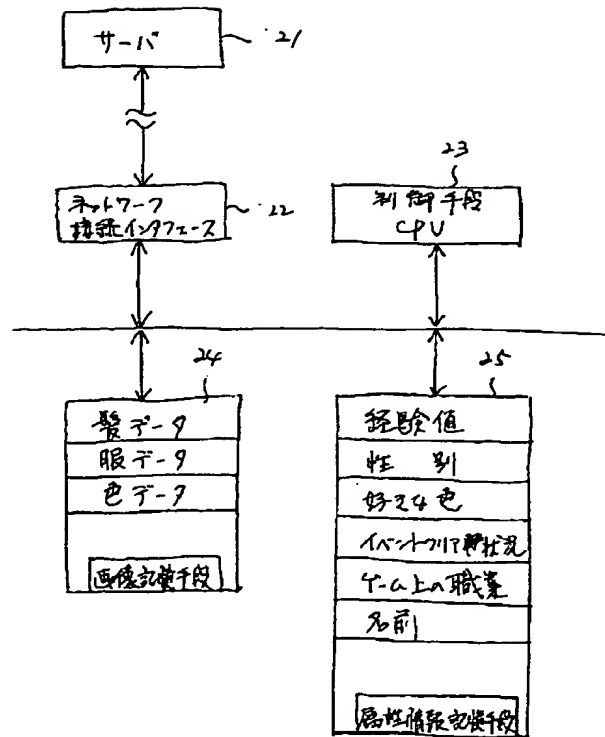 サーバ
21
ネットワーク
接続インタフェース
22
23
制御手段
CPU
24
髪データ
服データ
色データ
画像記憶手段
25
経験値
性別
好きな色
イベントクリア状況
ゲーム上の職業
名前
属性情報記憶手段